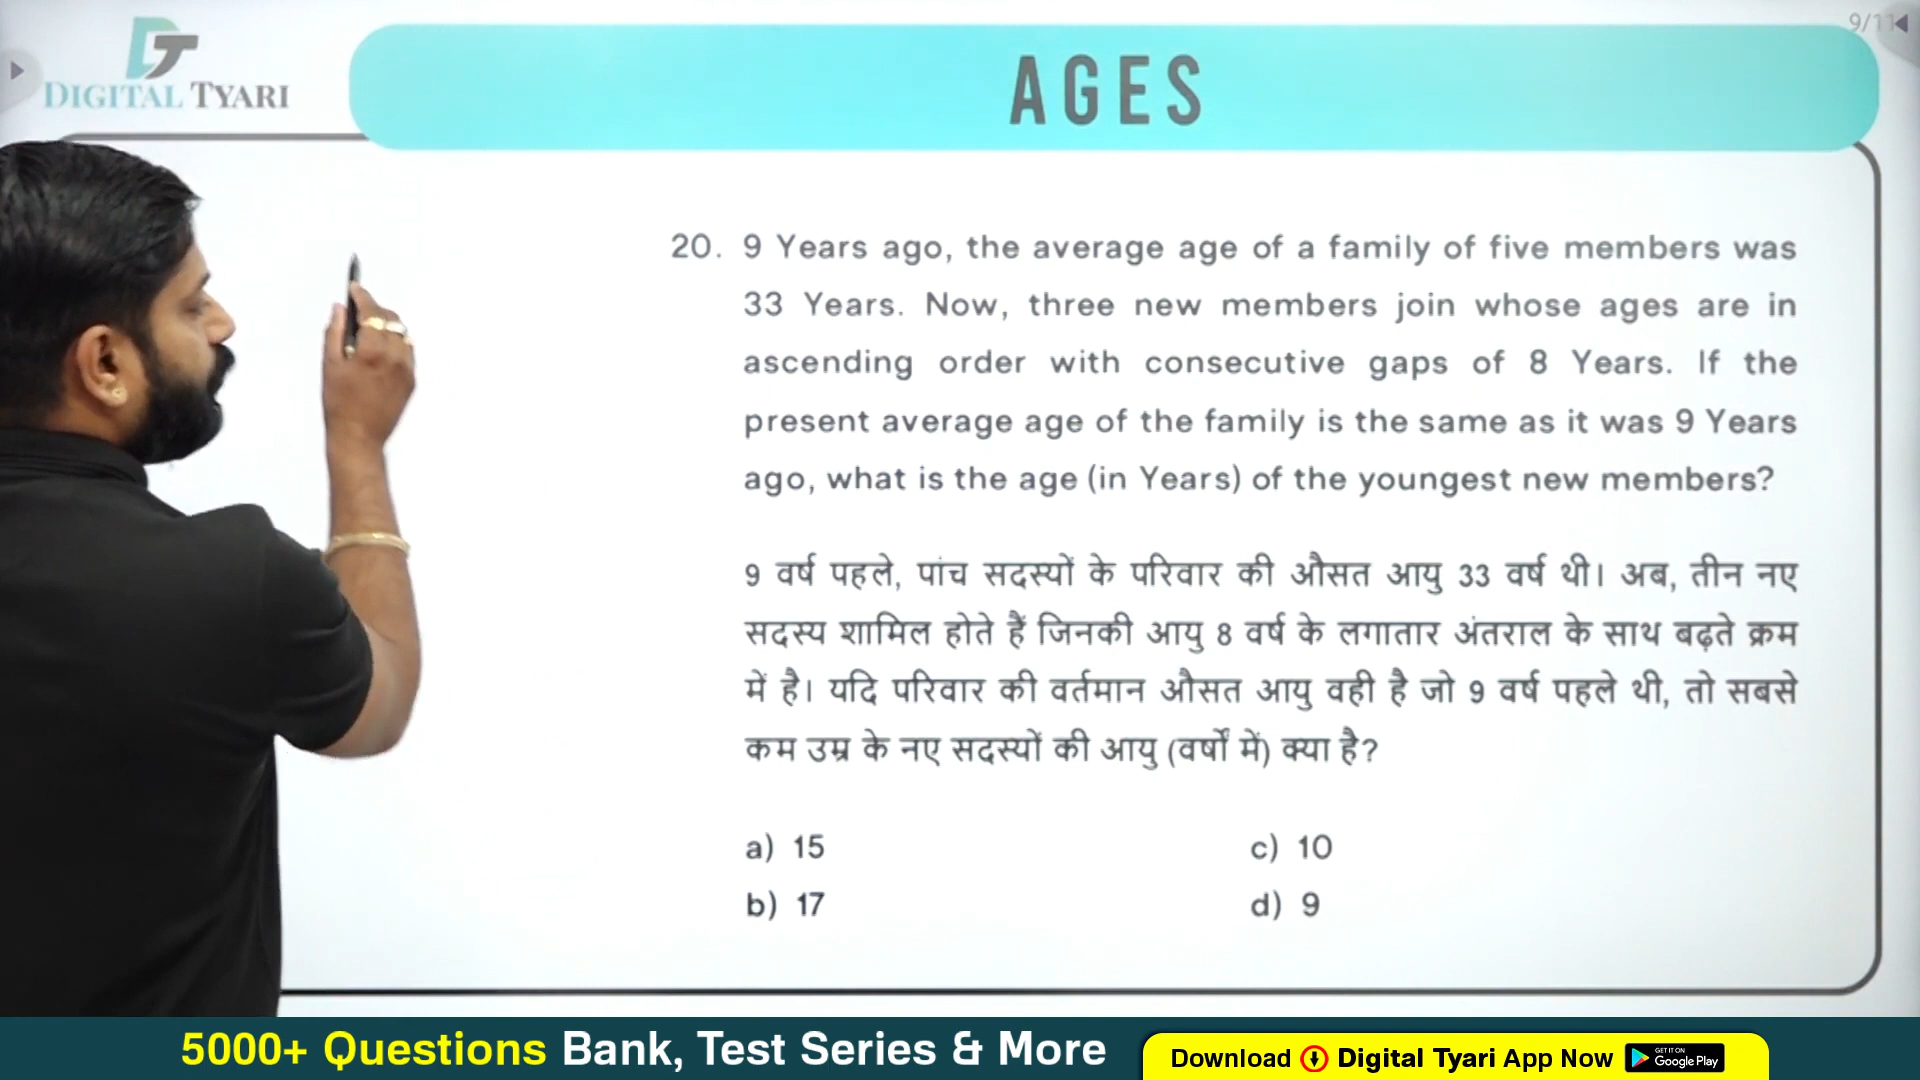 DT
DIGITAL TYARI
9/11
AGES
20. 9 Years ago, the average age of a family of five members was
33 Years. Now, three new members join whose ages are in
ascending order with consecutive gaps of 8 Years. If the
present average age of the family is the same as it was 9 Years
ago, what is the age (in Years) of the youngest new members?
9 वर्ष पहले, पांच सदस्यों के परिवार की औसत आयु 33 वर्ष थी। अब, तीन नए
सदस्य शामिल होते हैं जिनकी आयु 8 वर्ष के लगातार अंतराल के साथ बढ़ते क्रम
में है। यदि परिवार की वर्तमान औसत आयु वही है जो 9 वर्ष पहले थी, तो सबसे
कम उम्र के नए सदस्यों की आयु (वर्षों में) क्या है?
a) 15
c) 10
b) 17
d) 9
5000+ Questions Bank, Test Series & More
Download Digital Tyari App Now
GET IT ON
Google Play